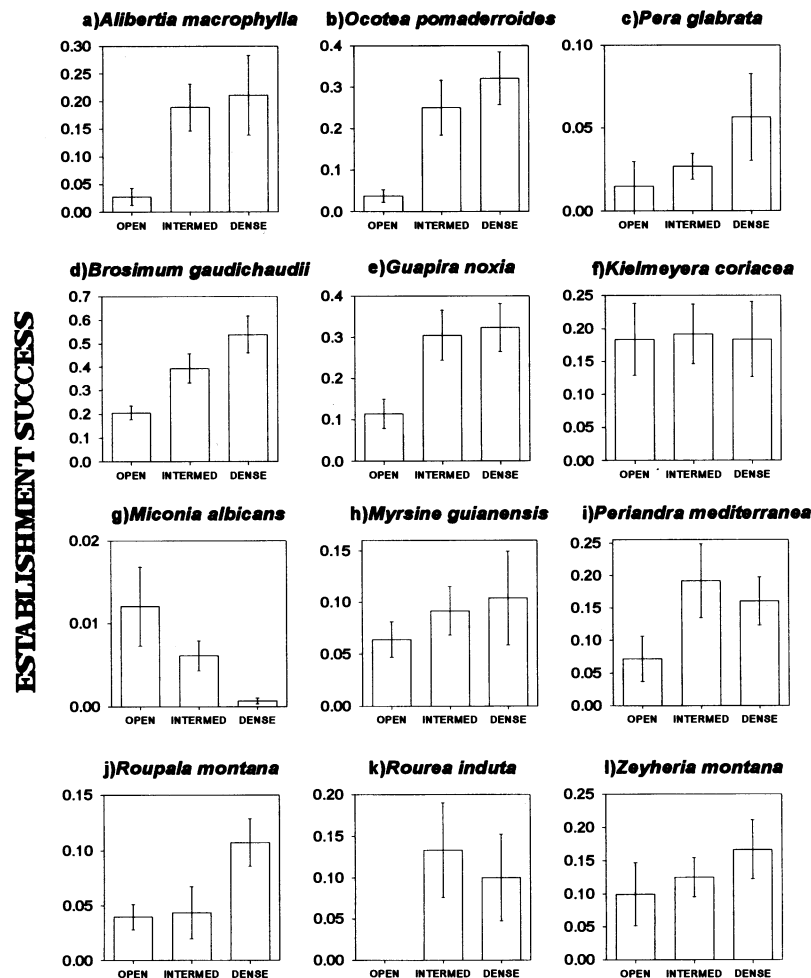 ESTABLISHMENT SUCCESS
a)Alibertia macrophylla
0.30
0.25
0.20
0.15
0.10
0.05
0.00
OPEN INTERMED DENSE
b)Ocotea pomaderroides
0.4
0.3
0.2
0.1
0.0
OPEN INTERMED DENSE
c)Pera glabrata
0.10
0.05
0.00
OPEN INTERMED DENSE
d)Brosimum gaudichaudii
0.7
0.6
0.5
0.4
0.3
0.2
0.1
0.0
OPEN INTERMED DENSE
e)Guapira noxia
0.4
0.3
0.2
0.1
0.0
OPEN INTERMED DENSE
f)Kielmeyera coriacea
0.25
0.20
0.15
0.10
0.05
0.00
OPEN INTERMED DENSE
g)Miconia albicans
0.02
0.01
0.00
OPEN INTERMED DENSE
h)Myrsine guianensis
0.15
0.10
0.05
0.00
OPEN INTERMED DENSE
i)Periandra mediterranea
0.25
0.20
0.15
0.10
0.05
0.00
OPEN INTERMED DENSE
j)Roupala montana
0.15
0.10
0.05
0.00
OPEN INTERMED DENSE
k)Rourea induta
0.20
0.15
0.10
0.05
0.00
OPEN INTERMED DENSE
l)Zeyheria montana
0.25
0.20
0.15
0.10
0.05
0.00
OPEN INTERMED DENSE